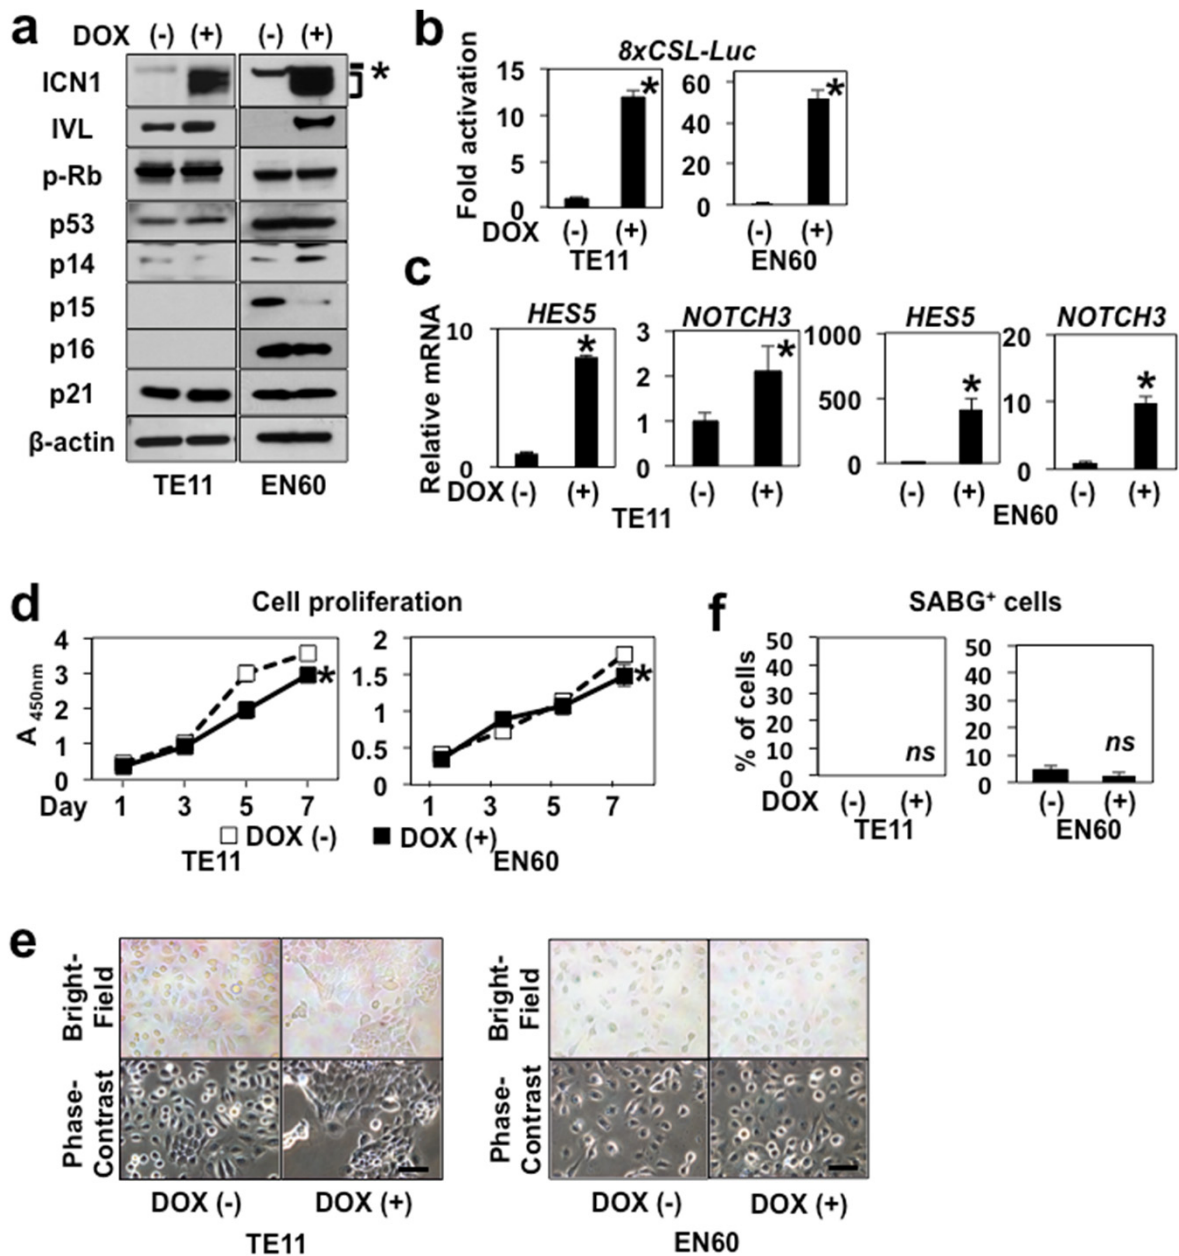 a
DOX (-) (+) (-) (+)
ICN1
*
IVL
p-Rb
p53
p14
p15
p16
p21
β-actin
TE11 EN60
b
8xCSL-Luc
Fold activation
15
10
5
0
60
40
20
0
*
*
DOX (-) (+) (-) (+)
TE11 EN60
c
Relative mRNA
HES5 NOTCH3 HES5 NOTCH3
10
0
*
3
2
1
0
*
1000
500
0
*
20
10
0
*
DOX (-) (+) (-) (+) (-) (+) (-) (+)
TE11 EN60
d
Cell proliferation
A 450nm
4
3
2
1
0
*
2
1.5
1
0.5
0
*
Day 1 3 5 7 1 3 5 7
DOX (-) DOX (+)
TE11 EN60
f
SABG+ cells
% of cells
50
40
30
20
10
0
ns
50
40
30
20
10
0
ns
DOX (-) (+) (-) (+)
TE11 EN60
e
Bright-
Field
Phase-
Contrast
Bright-
Field
Phase-
Contrast
DOX (-) DOX (+) DOX (-) DOX (+)
TE11 EN60